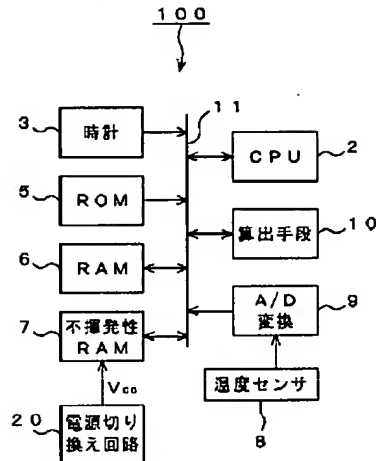 100
11
3
時計
CPU
2
5
ROM
6
RAM
算出手段
10
7
不揮発性
RAM
A/D
変換
9
Vcc
温度センサ
8
20
電源切り
換え回路